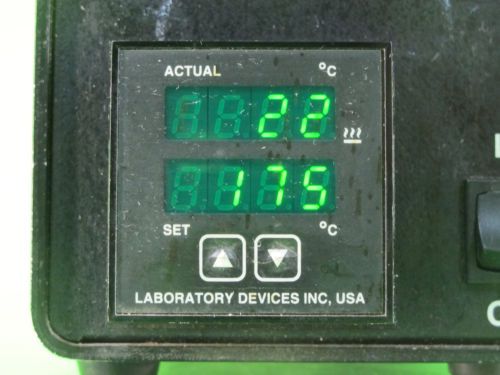 ACTUAL °C
22
175
SET °C
LABORATORY DEVICES INC, USA